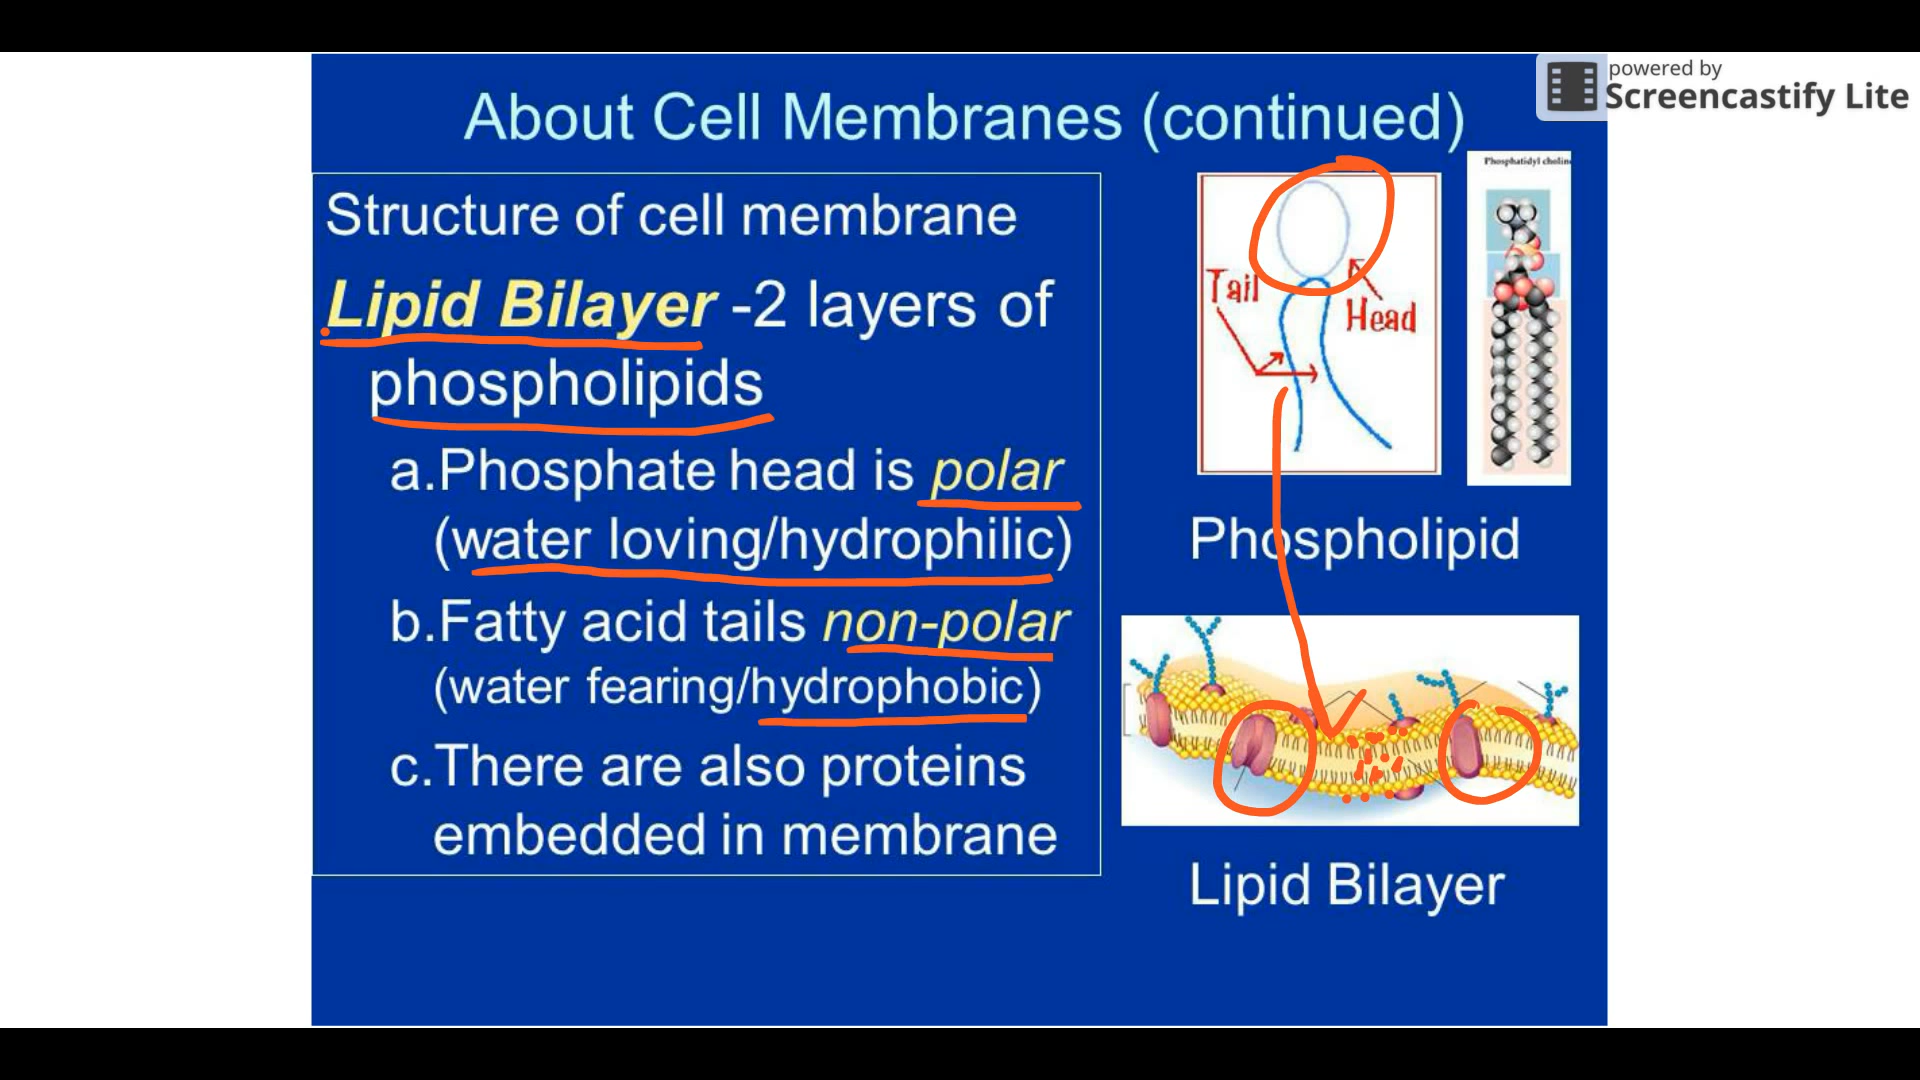 powered by
Screencastify Lite
About Cell Membranes (continued)
Structure of cell membrane
Lipid Bilayer -2 layers of
phospholipids
a.Phosphate head is polar
(water loving/hydrophilic)
b.Fatty acid tails non-polar
(water fearing/hydrophobic)
c.There are also proteins
embedded in membrane
Tail
Head
Phosphatidyl cholin
Phospholipid
Lipid Bilayer